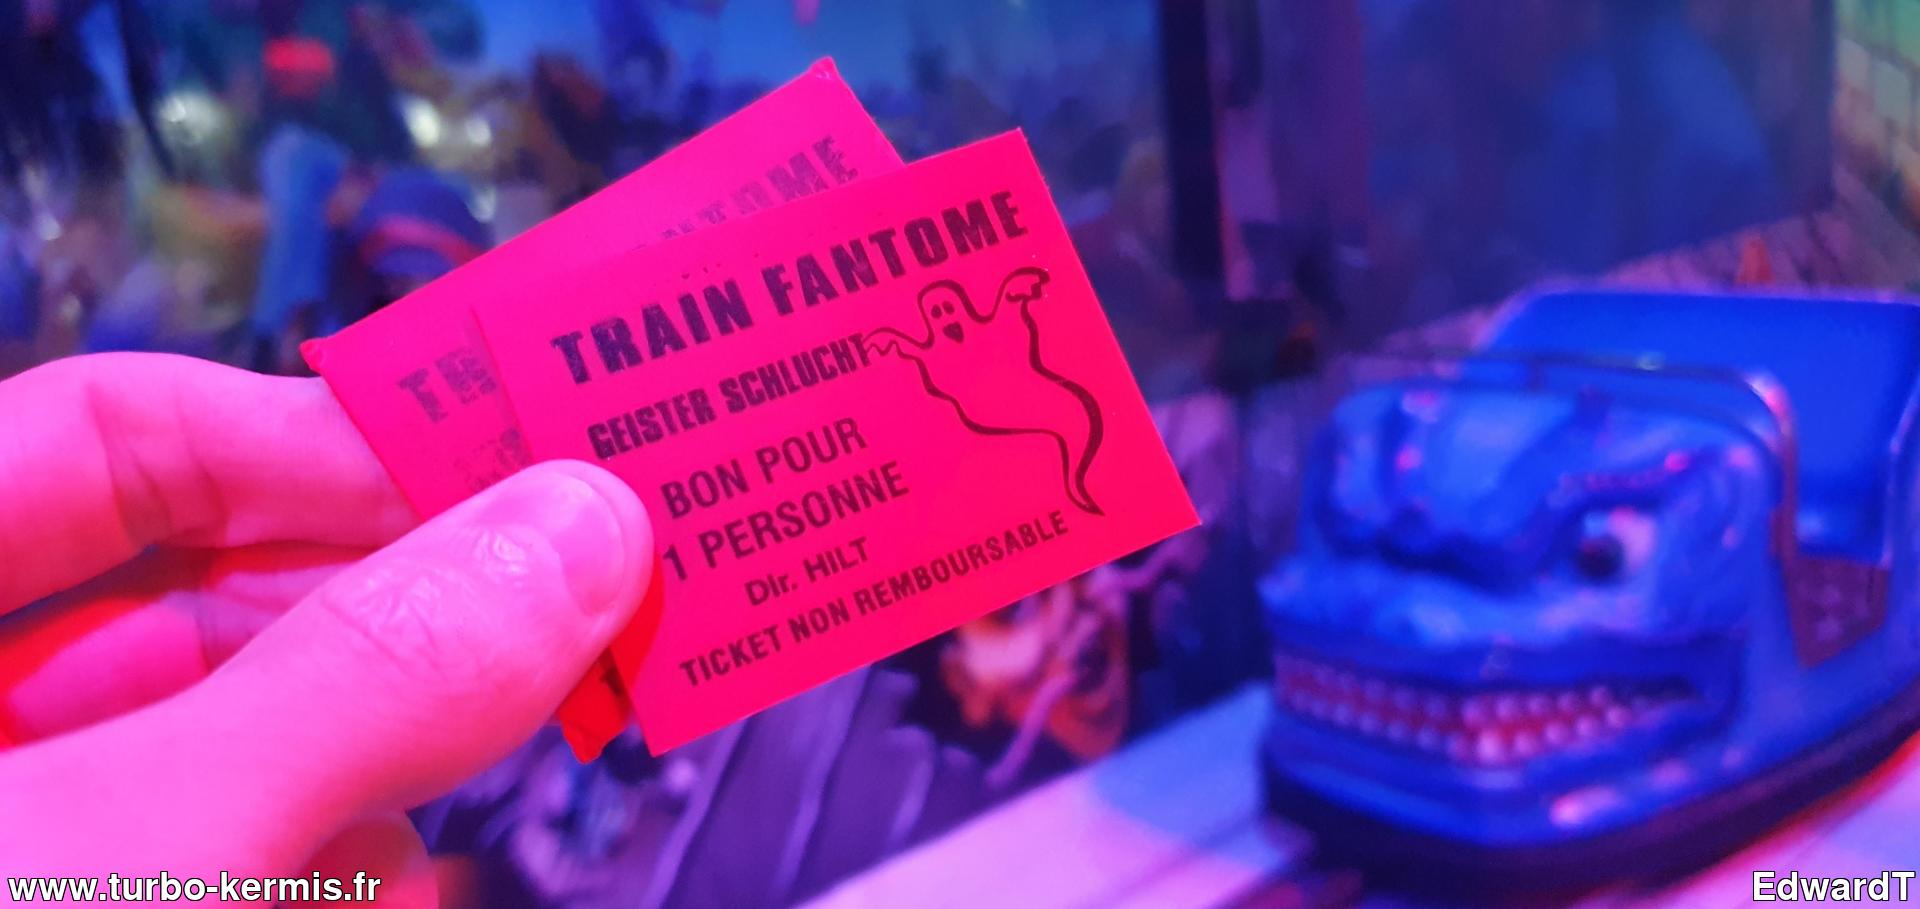 TRAIN FANTOME
GEISTER SCHLUCHT
BON POUR
1 PERSONNE
Dir. HILT
TICKET NON REMBOURSABLE
www.turbo-kermis.fr
EdwardT